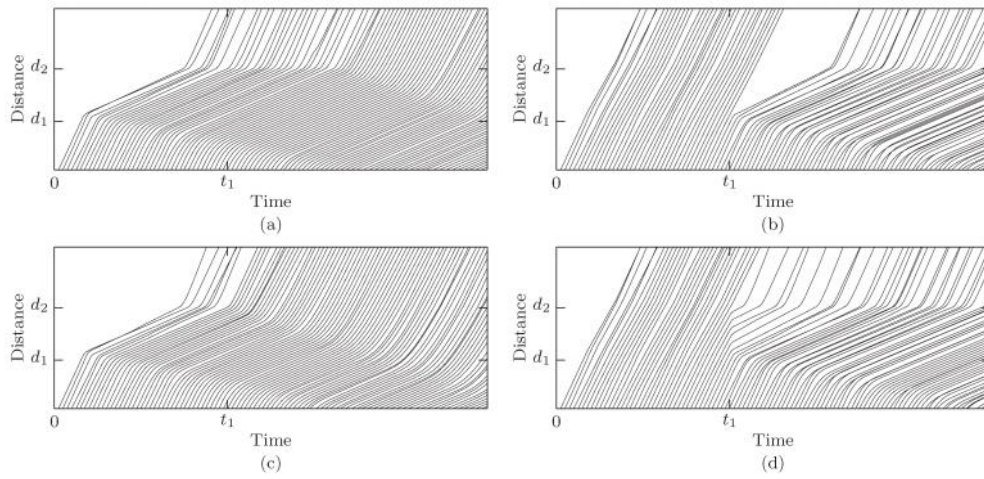 Distance
d₂
d₁
0
t₁
Time
(a)
Distance
d₂
d₁
0
t₁
Time
(b)
Distance
d₂
d₁
0
t₁
Time
(c)
Distance
d₂
d₁
0
t₁
Time
(d)